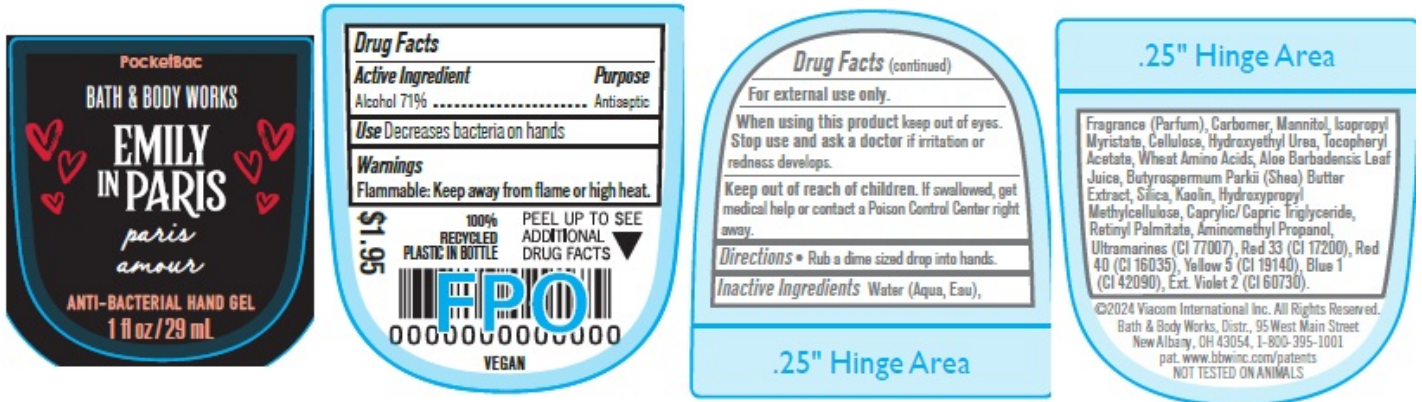 PocketBac
BATH & BODY WORKS
EMILY
IN PARIS
paris
amour
ANTI-BACTERIAL HAND GEL
1 fl oz / 29 mL
Drug Facts
Active Ingredient Purpose
Alcohol 71% ........................ Antiseptic
Use Decreases bacteria on hands
Warnings
Flammable: Keep away from flame or high heat.
$1.95
100%
RECYCLED
PLASTIC IN BOTTLE
PEEL UP TO SEE
ADDITIONAL
DRUG FACTS ▼
FPO
00000000000000
VEGAN
Drug Facts (continued)
For external use only.
When using this product keep out of eyes.
Stop use and ask a doctor if irritation or
redness develops.
Keep out of reach of children. If swallowed, get
medical help or contact a Poison Control Center right
away.
Directions • Rub a dime sized drop into hands.
Inactive Ingredients Water (Aqua, Eau),
.25" Hinge Area
.25" Hinge Area
Fragrance (Parfum), Carbomer, Mannitol, Isopropyl
Myristate, Cellulose, Hydroxyethyl Urea, Tocopheryl
Acetate, Wheat Amino Acids, Aloe Barbadensis Leaf
Juice, Butyrospermum Parkii (Shea) Butter
Extract, Silica, Kaolin, Hydroxypropyl
Methylcellulose, Caprylic/ Capric Triglyceride,
Retinyl Palmitate, Aminomethyl Propanol,
Ultramarines (CI 77007), Red 33 (CI 17200), Red
40 (CI 16035), Yellow 5 (CI 19140), Blue 1
(CI 42090), Ext. Violet 2 (CI 60730).
©2024 Viacom International Inc. All Rights Reserved.
Bath & Body Works, Distr., 95 West Main Street
New Albany, OH 43054, 1-800-395-1001
pat. www.bbwinc.com/patents
NOT TESTED ON ANIMALS